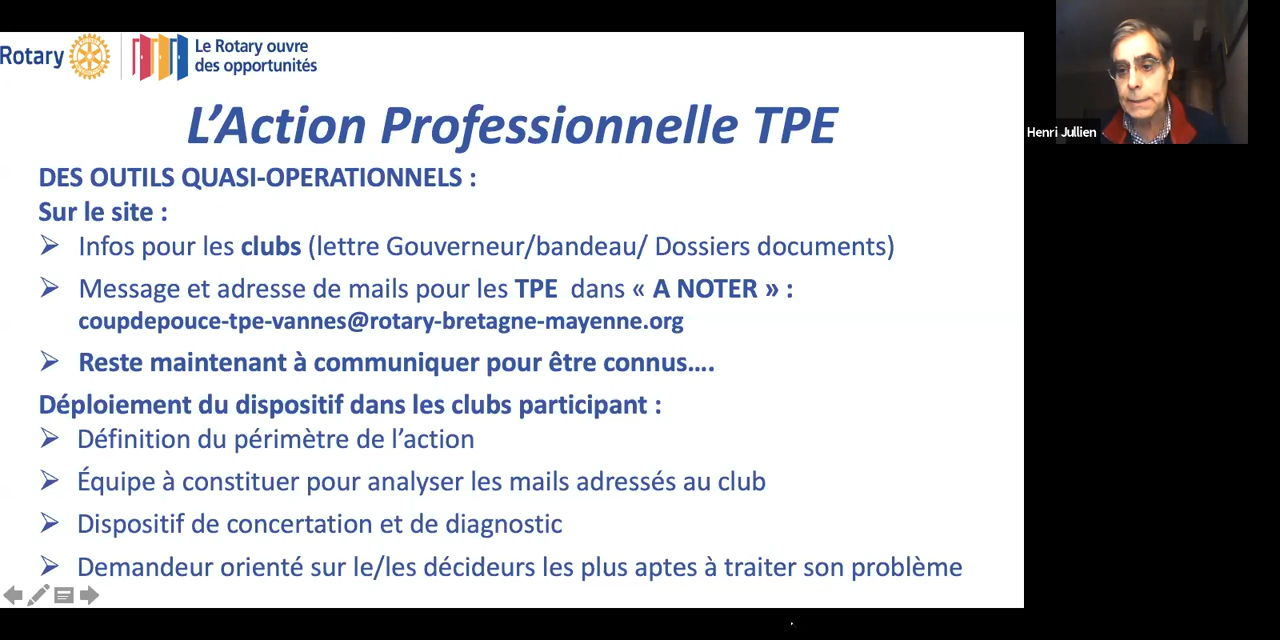 Rotary
Le Rotary ouvre
des opportunités
L’Action Professionnelle TPE
DES OUTILS QUASI-OPERATIONNELS :
Sur le site :
Infos pour les clubs (lettre Gouverneur/bandeau/ Dossiers documents)
Message et adresse de mails pour les TPE dans « A NOTER » :
coupdepouce-tpe-vannes@rotary-bretagne-mayenne.org
Reste maintenant à communiquer pour être connus….
Déploiement du dispositif dans les clubs participant :
Définition du périmètre de l’action
Équipe à constituer pour analyser les mails adressés au club
Dispositif de concertation et de diagnostic
Demandeur orienté sur le/les décideurs les plus aptes à traiter son problème
Henri Jullien